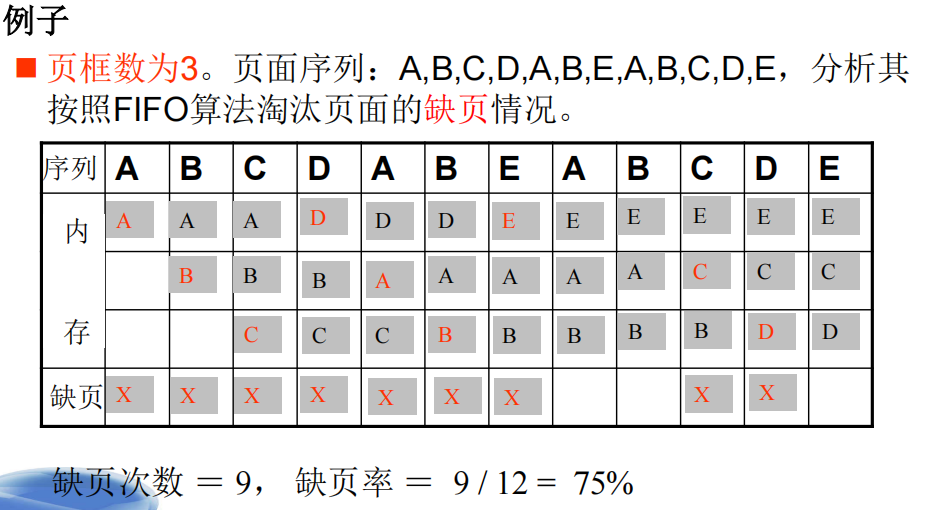 例子
页框数为3。页面序列：A,B,C,D,A,B,E,A,B,C,D,E，分析其
按照FIFO算法淘汰页面的缺页情况。
序列 A B C D A B E A B C D E
内 A A A D D D E E E E E E
B B B A A A A A C C C
存 C C C B B B B B D D
缺页 X X X X X X X X X
缺页次数 ＝ 9， 缺页率 ＝ 9 / 12 = 75%